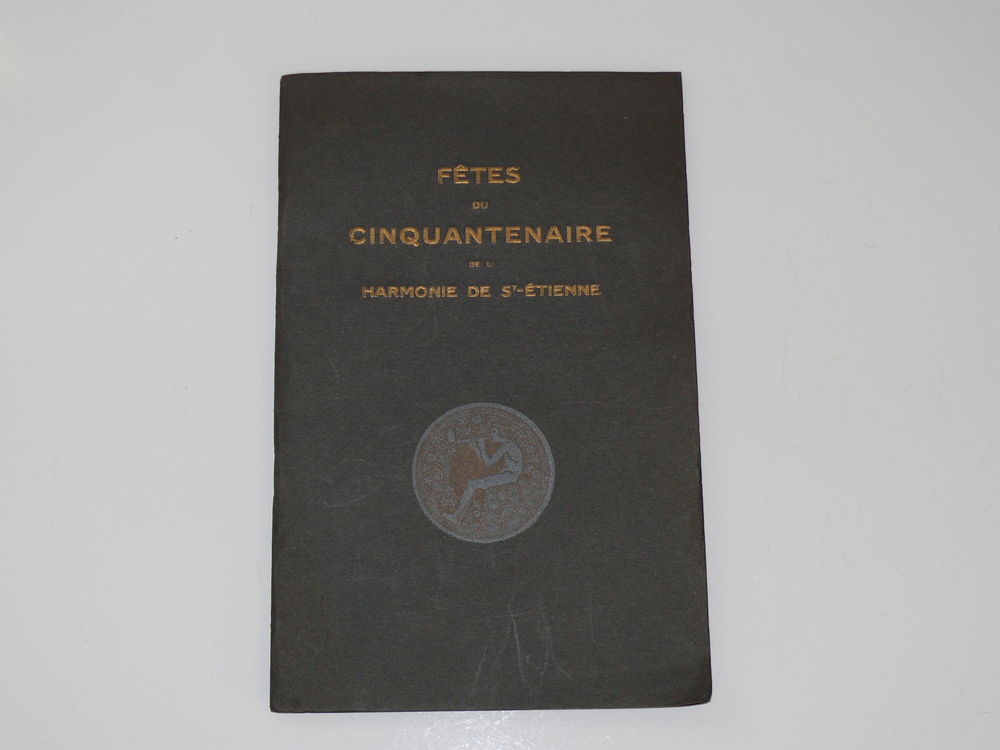 FÊTES
DU
CINQUANTENAIRE
DE L'
HARMONIE DE ST-ÉTIENNE